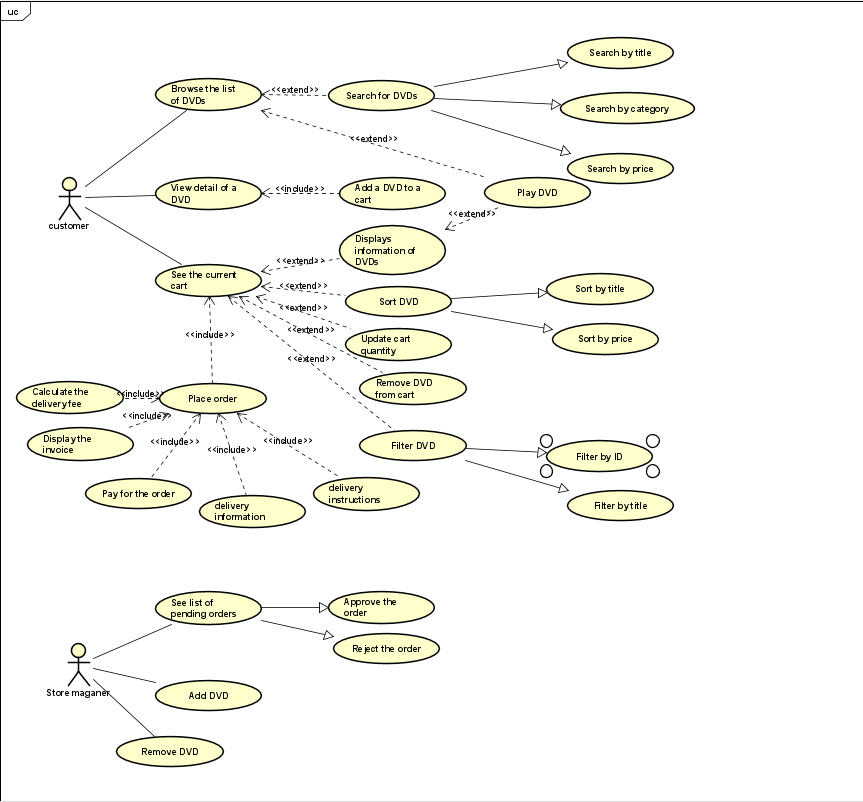 uc
Search by title
Browse the list
of DVDs
<<extend>>
Search for DVDs
Search by category
<<extend>>
Search by price
View detail of a
DVD
<<include>>
Add a DVD to a
cart
Play DVD
customer
<<extend>>
Displays
information of
DVDs
<<extend>>
See the current
cart
<<extend>>
Sort DVD
Sort by title
<<extend>>
<<extend>>
Update cart
quantity
Sort by price
<<include>>
<<extend>>
Remove DVD
from cart
Calculate the
delivery fee
<<include>>
Place order
<<include>>
Display the
invoice
<<include>>
<<include>>
<<include>>
Filter DVD
Filter by ID
Pay for the order
delivery
information
delivery
instructions
Filter by title
See list of
pending orders
Approve the
order
Reject the order
Store maganer
Add DVD
Remove DVD